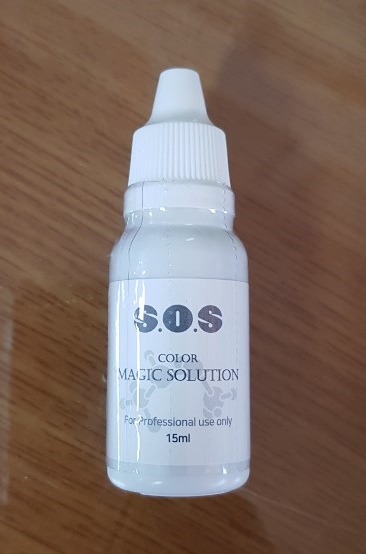 S.O.S
COLOR
MAGIC SOLUTION
For Professional use only
15ml